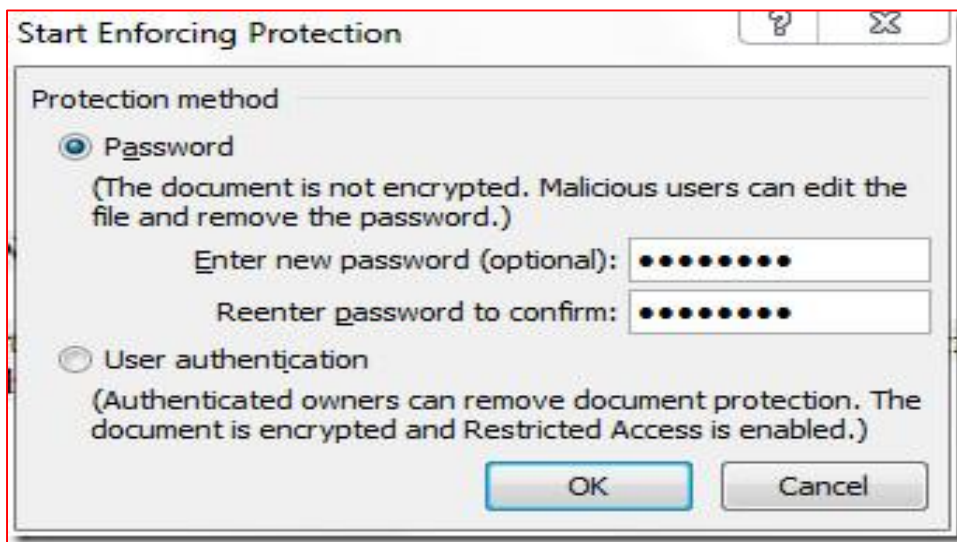 Start Enforcing Protection
Protection method
Password
(The document is not encrypted. Malicious users can edit the
file and remove the password.)
Enter new password (optional): ●●●●●●●●
Reenter password to confirm: ●●●●●●●●
User authentication
(Authenticated owners can remove document protection. The
document is encrypted and Restricted Access is enabled.)
OK Cancel